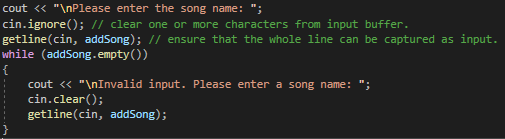 cout << "\nPlease enter the song name: ";
cin.ignore(); // clear one or more characters from input buffer.
getline(cin, addSong); // ensure that the whole line can be captured as input.
while (addSong.empty())
{
    cout << "\nInvalid input. Please enter a song name: ";
    cin.clear();
    getline(cin, addSong);
}